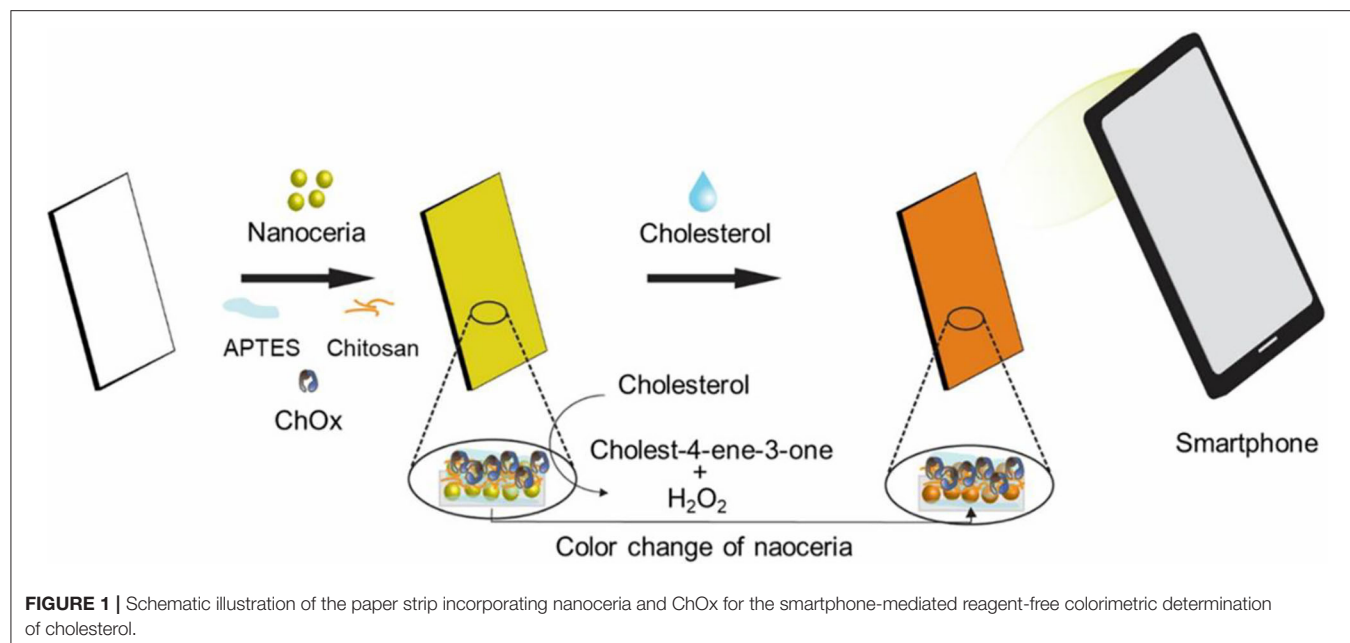 Nanoceria
APTES Chitosan
ChOx
Cholesterol
Cholesterol
Cholest-4-ene-3-one
+
H₂O₂
Color change of naoceria
Smartphone
FIGURE 1 | Schematic illustration of the paper strip incorporating nanoceria and ChOx for the smartphone-mediated reagent-free colorimetric determination
of cholesterol.